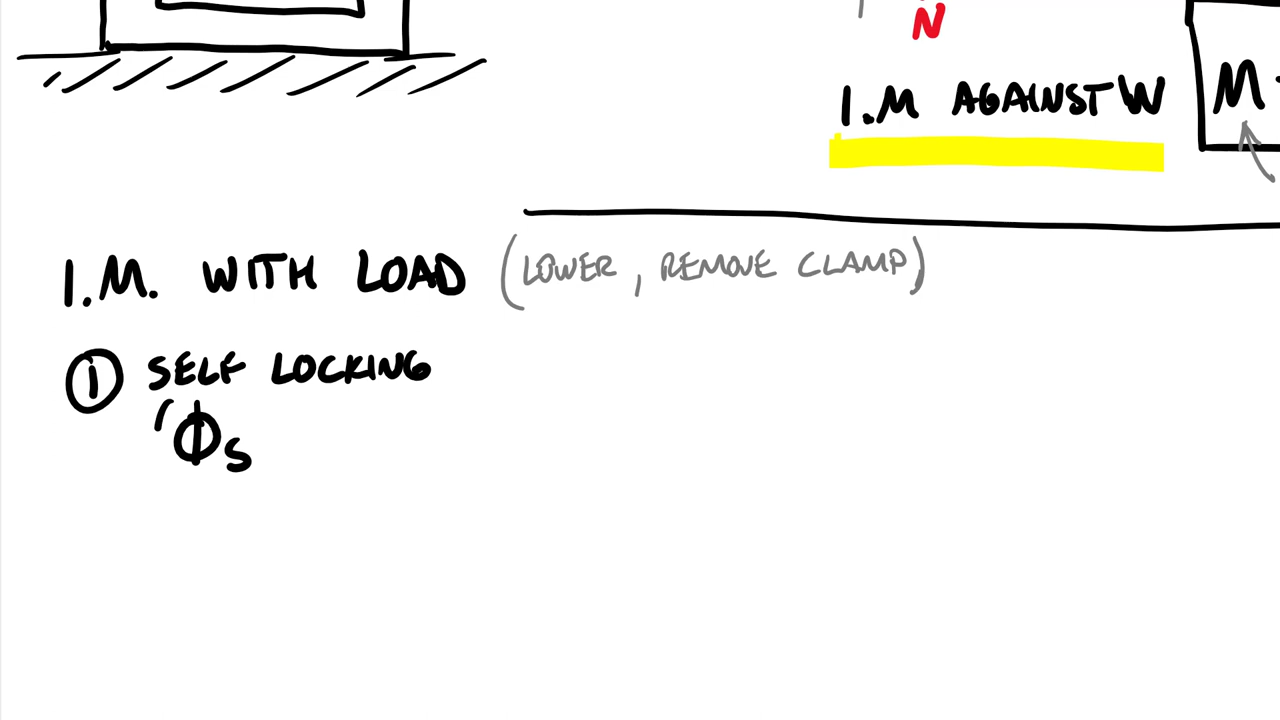 N
I.M AGAINST W
M
I.M. WITH LOAD (LOWER, REMOVE CLAMP)
① SELF LOCKING
'ϕs